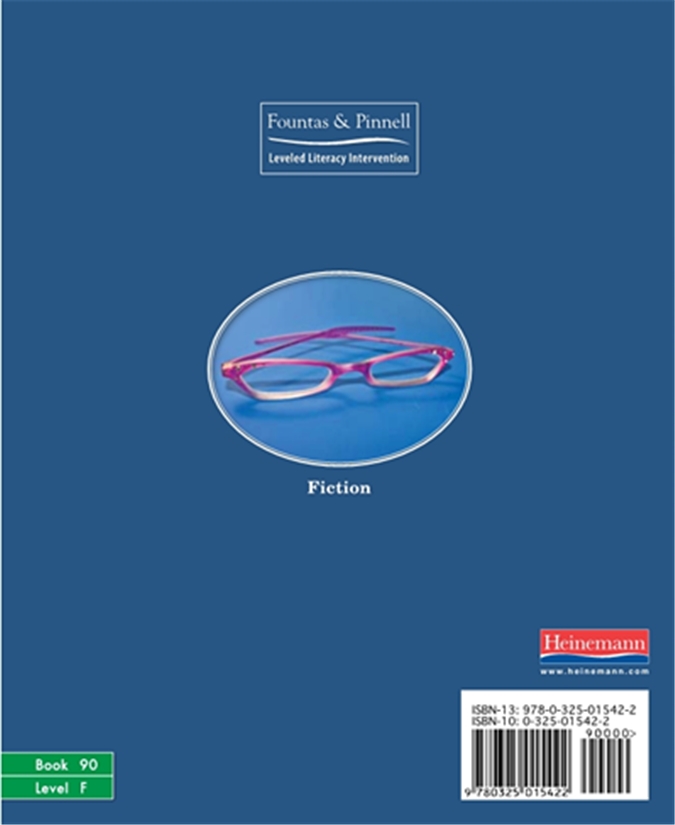 Fountas & Pinnell
Leveled Literacy Intervention
Fiction
Heinemann
www.heinemann.com
ISBN-13: 978-0-325-01542-2
ISBN-10: 0-325-01542-2
90000>
9 780325 015422
Book 90
Level F